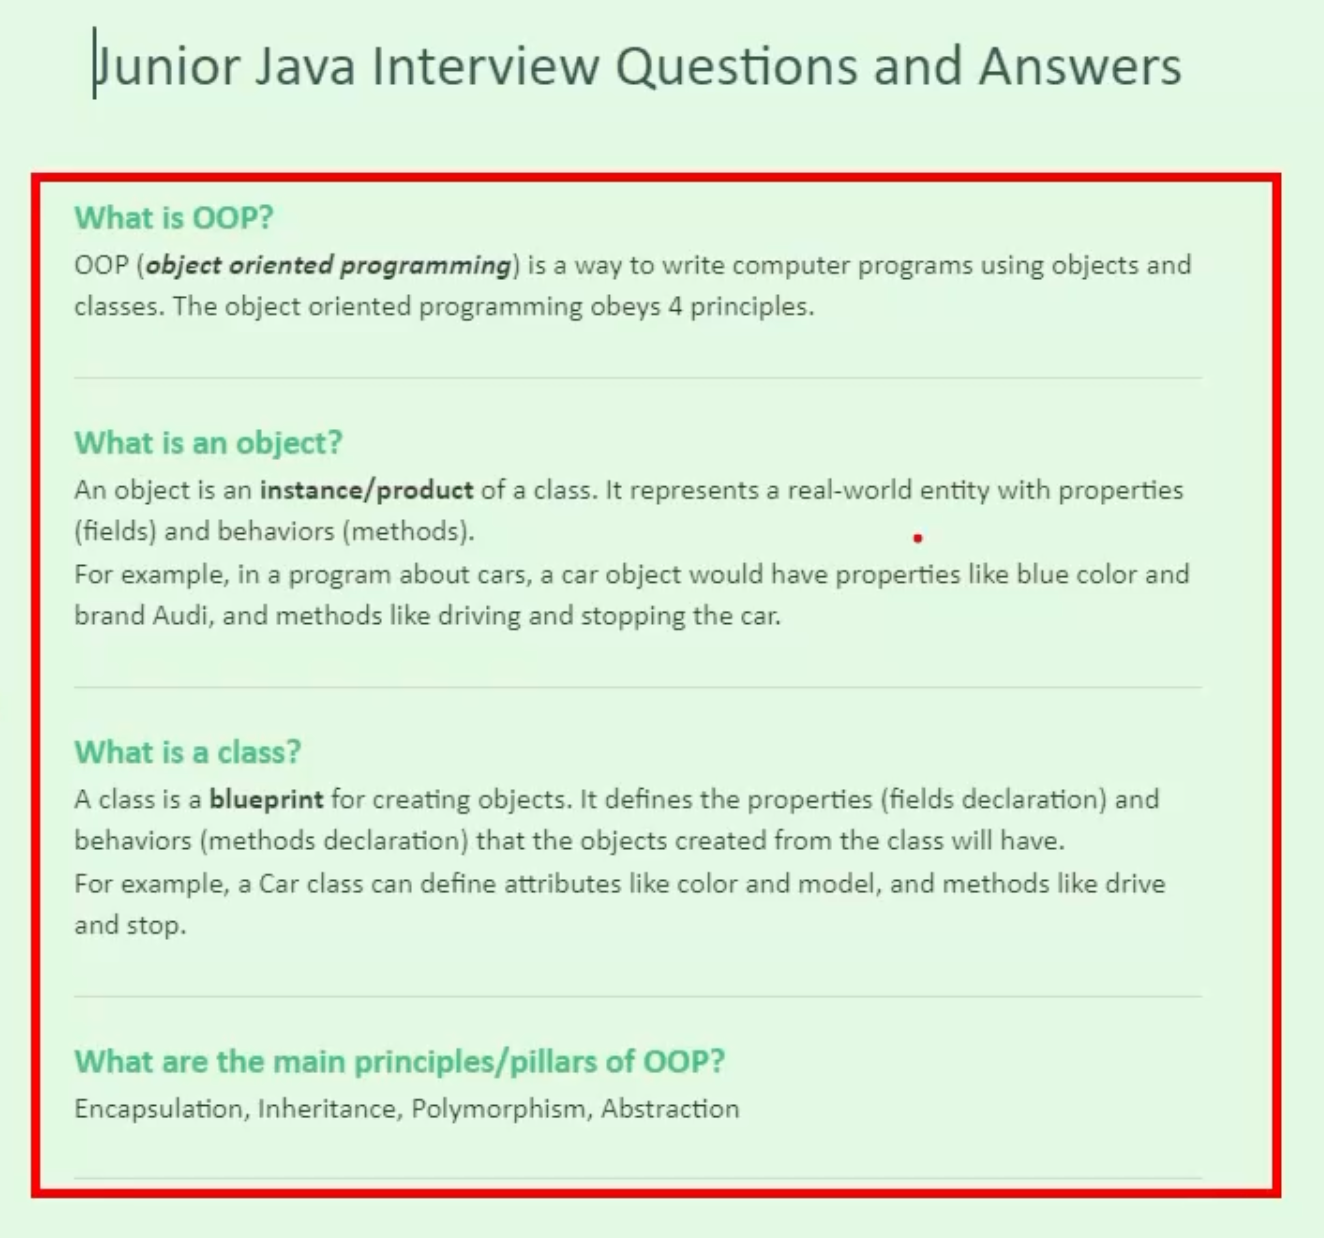 Junior Java Interview Questions and Answers
What is OOP?
OOP (object oriented programming) is a way to write computer programs using objects and
classes. The object oriented programming obeys 4 principles.
What is an object?
An object is an instance/product of a class. It represents a real-world entity with properties
(fields) and behaviors (methods).
For example, in a program about cars, a car object would have properties like blue color and
brand Audi, and methods like driving and stopping the car.
What is a class?
A class is a blueprint for creating objects. It defines the properties (fields declaration) and
behaviors (methods declaration) that the objects created from the class will have.
For example, a Car class can define attributes like color and model, and methods like drive
and stop.
What are the main principles/pillars of OOP?
Encapsulation, Inheritance, Polymorphism, Abstraction